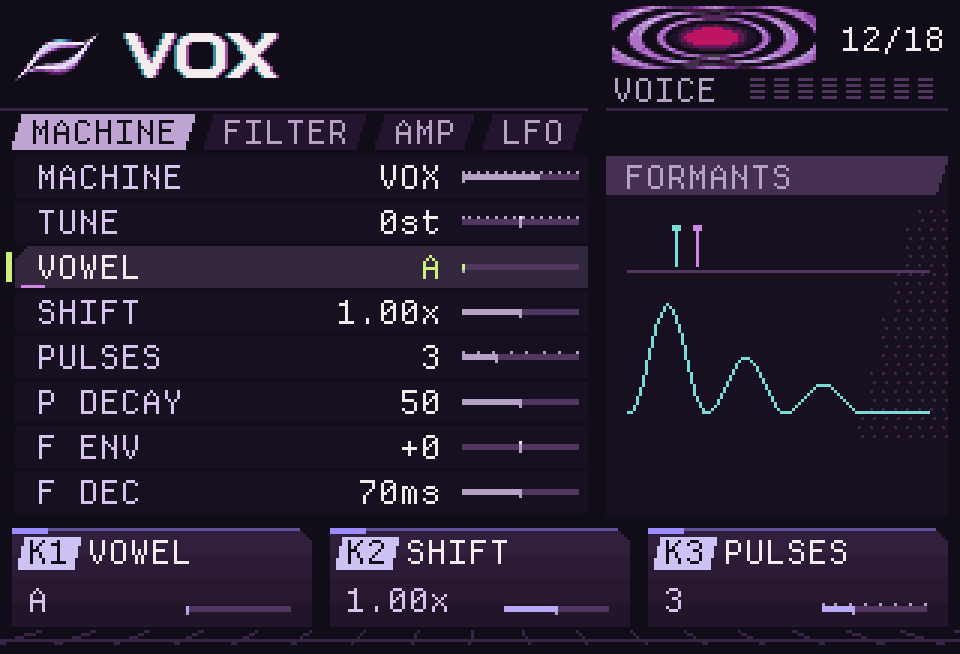 VOX
12/18
VOICE
MACHINE FILTER AMP LFO
MACHINE VOX
TUNE 0st
VOWEL A
SHIFT 1.00x
PULSES 3
P DECAY 50
F ENV +0
F DEC 70ms
FORMANTS
K1 VOWEL
A
K2 SHIFT
1.00x
K3 PULSES
3